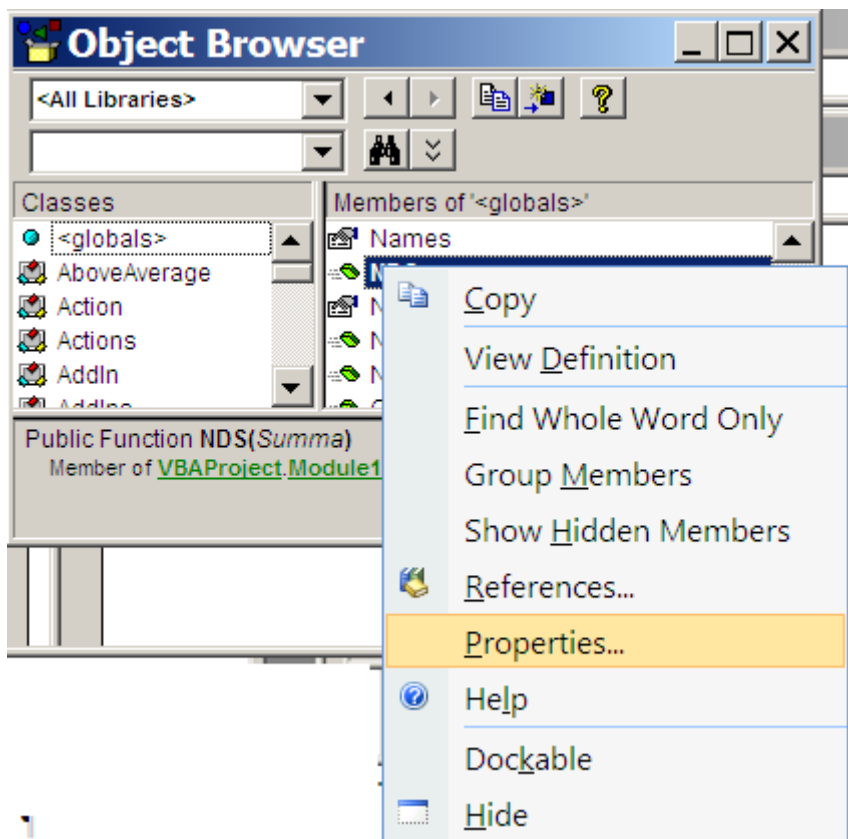 Object Browser
<All Libraries>
Classes
Members of '<globals>'
<globals>
AboveAverage
Action
Actions
AddIn
Names
Copy
View Definition
Find Whole Word Only
Group Members
Show Hidden Members
References...
Properties...
Help
Dockable
Hide
Public Function NDS(Summa)
Member of VBAProject.Module1
¶